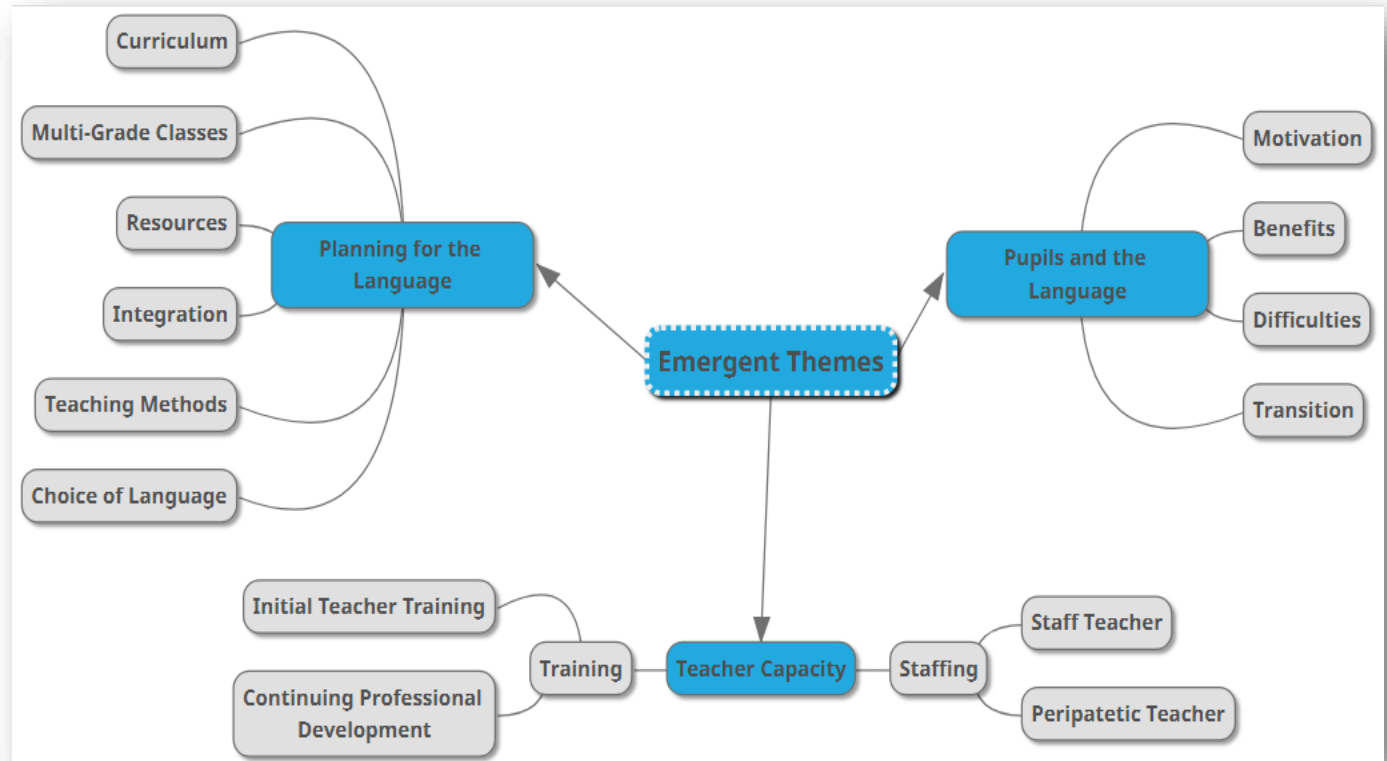 Curriculum
Multi-Grade Classes
Resources
Integration
Teaching Methods
Choice of Language
Planning for the
Language
Emergent Themes
Pupils and the
Language
Motivation
Benefits
Difficulties
Transition
Initial Teacher Training
Continuing Professional
Development
Training
Teacher Capacity
Staffing
Staff Teacher
Peripatetic Teacher